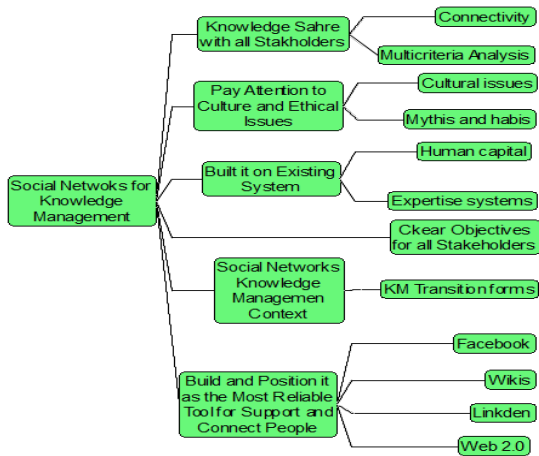 Social Netwoks for
Knowledge
Management
Knowledge Sahre
with all Stakholders
Connectivity
Multicriteria Analysis
Pay Attention to
Culture and Ethical
Issues
Cultural issues
Mythis and habis
Built it on Existing
System
Human capital
Expertise systems
Ckear Objectives
for all Stakeholders
Social Networks
Knowledge
Managemen
Context
KM Transition forms
Build and Position it
as the Most Reliable
Tool for Support and
Connect People
Facebook
Wikis
Linkden
Web 2.0